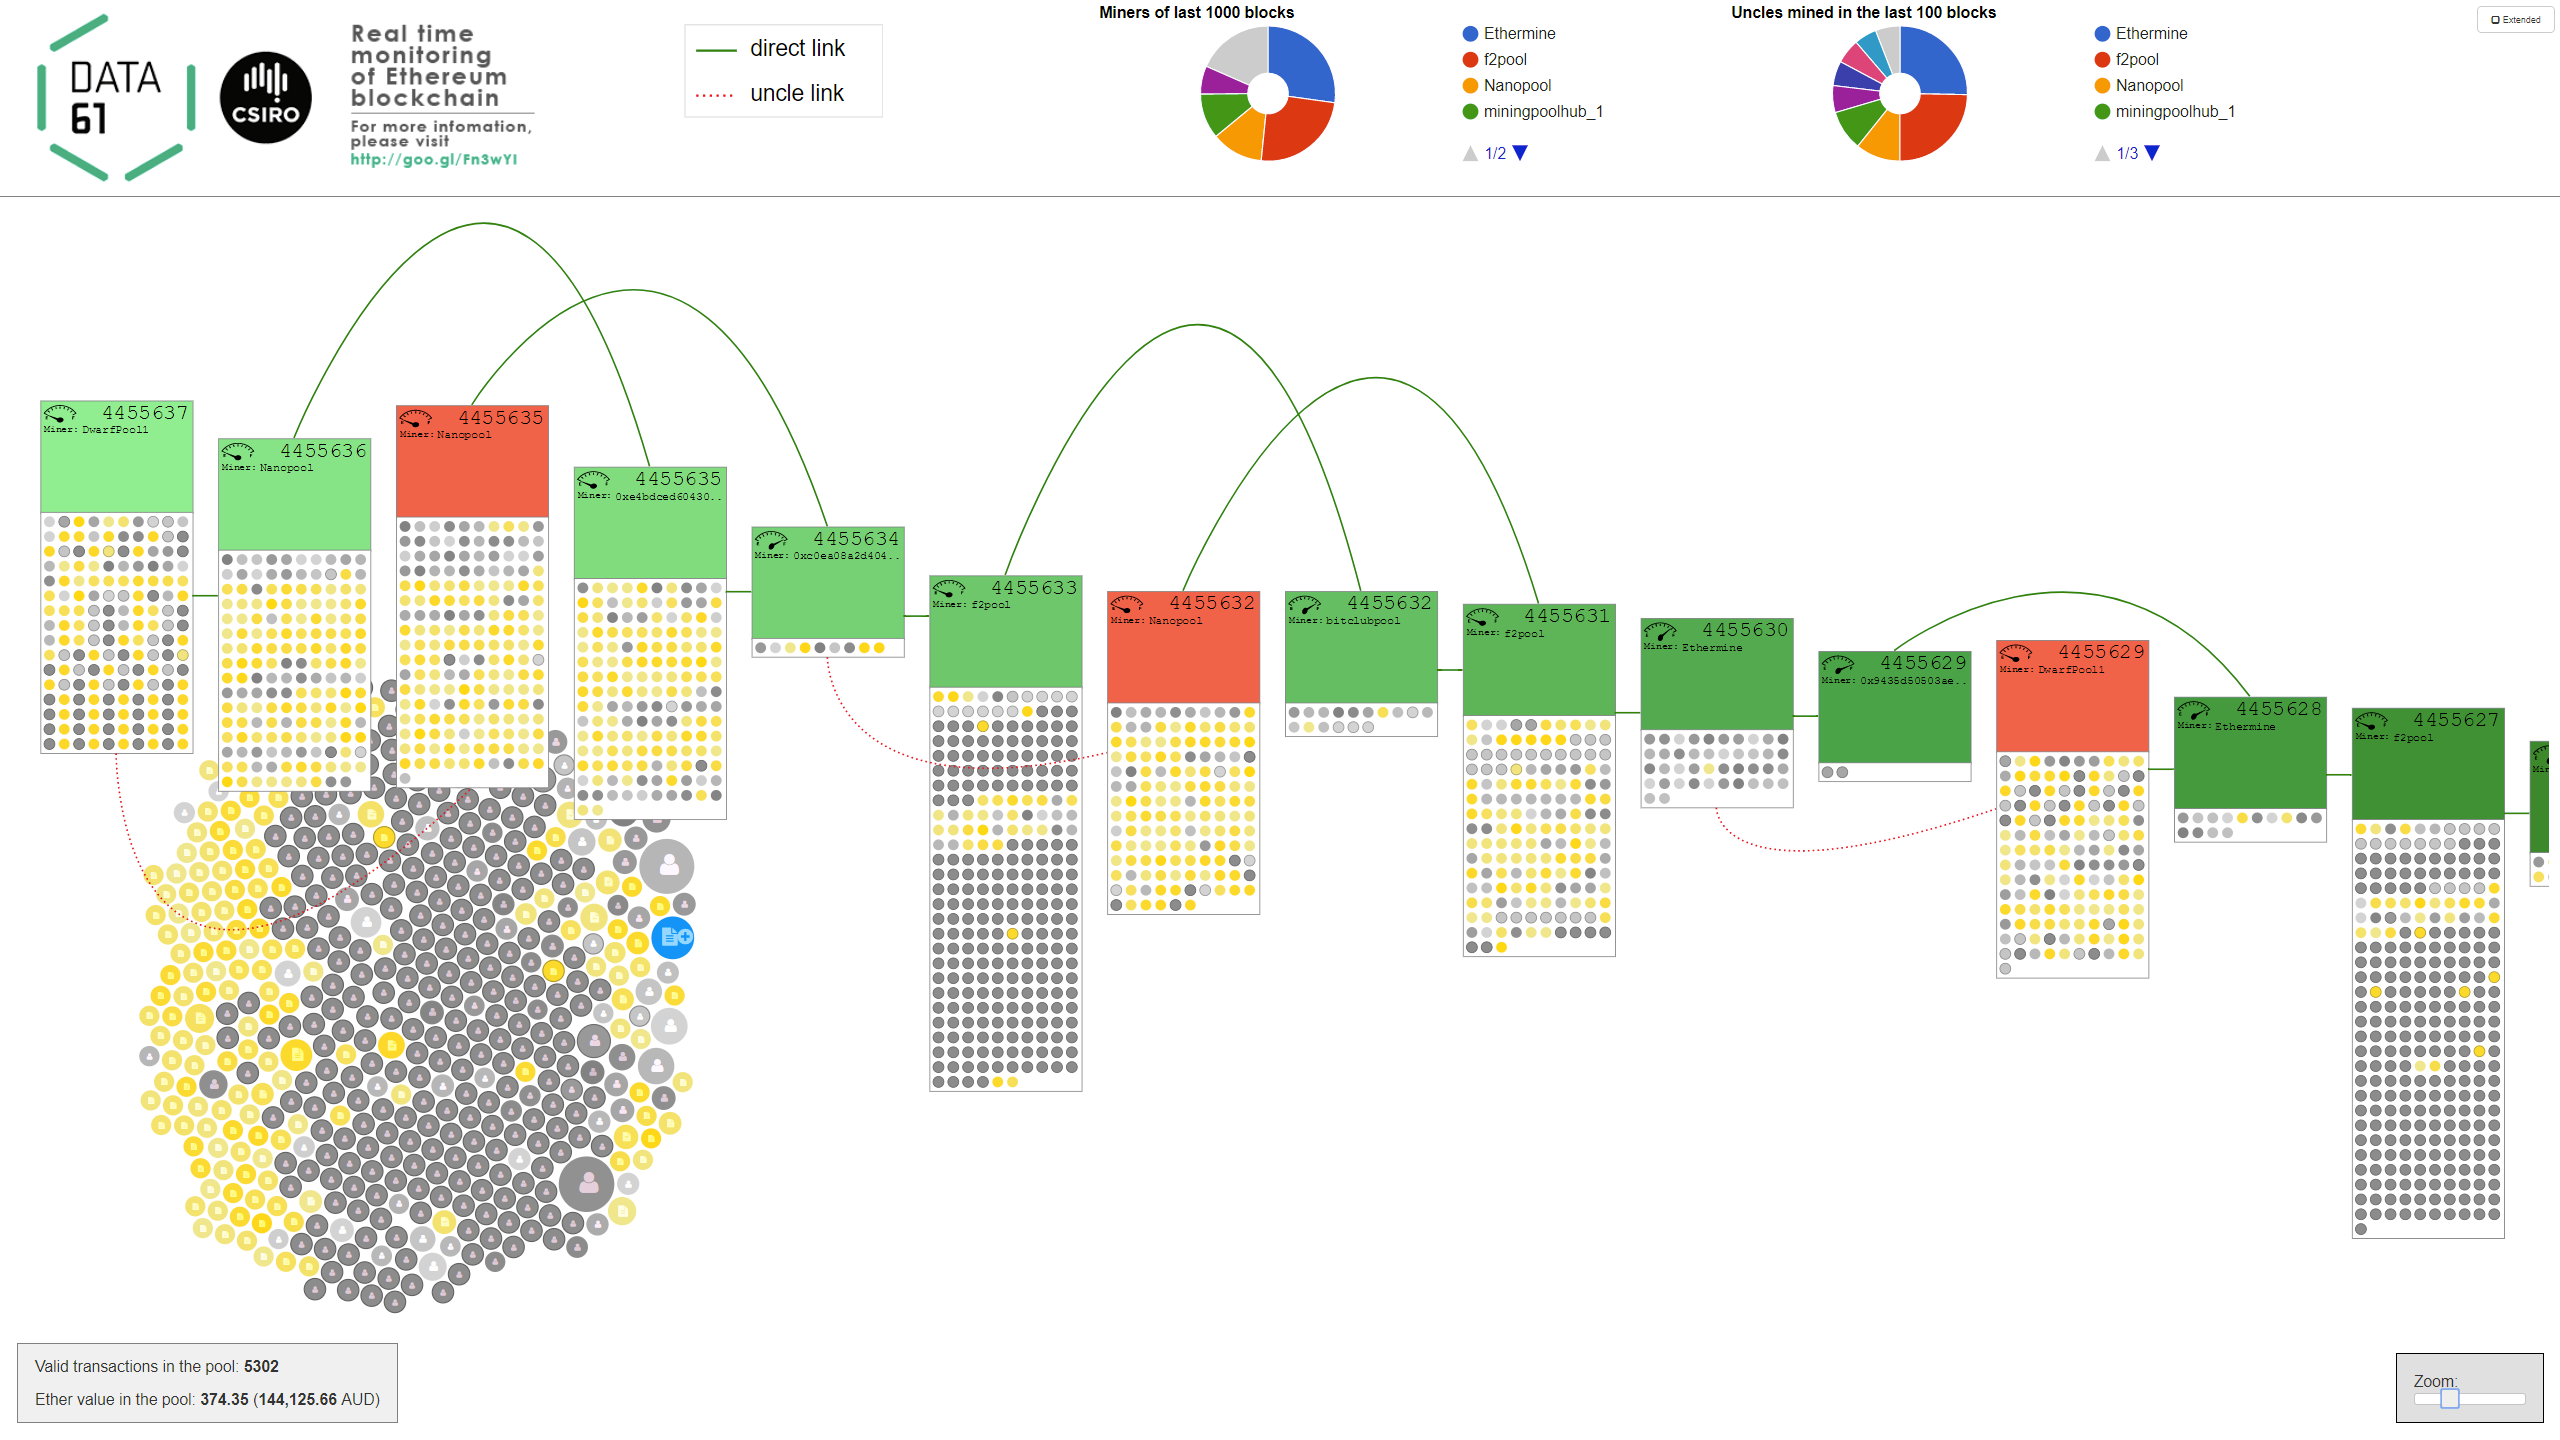 DATA
61
CSIRO
Real time
monitoring
of Ethereum
blockchain
For more infomation,
please visit
http://goo.gl/Fn3wYI
direct link
uncle link
Miners of last 1000 blocks
Ethermine
f2pool
Nanopool
miningpoolhub_1
1/2
Uncles mined in the last 100 blocks
Ethermine
f2pool
Nanopool
miningpoolhub_1
1/3
Extended
4455637
Miner: DwarfPool1
4455636
Miner: Nanopool
4455635
Miner: Nanopool
4455635
Miner: 0xe4bdced60430..
4455634
Miner: 0xc0ea08a2d404..
4455633
Miner: f2pool
4455632
Miner: Nanopool
4455632
Miner: bitclubpool
4455631
Miner: f2pool
4455630
Miner: Ethermine
4455629
Miner: 0x9435d50503ae..
4455629
Miner: DwarfPool1
4455628
Miner: Ethermine
4455627
Miner: f2pool
Valid transactions in the pool: 5302
Ether value in the pool: 374.35 (144,125.66 AUD)
Zoom: